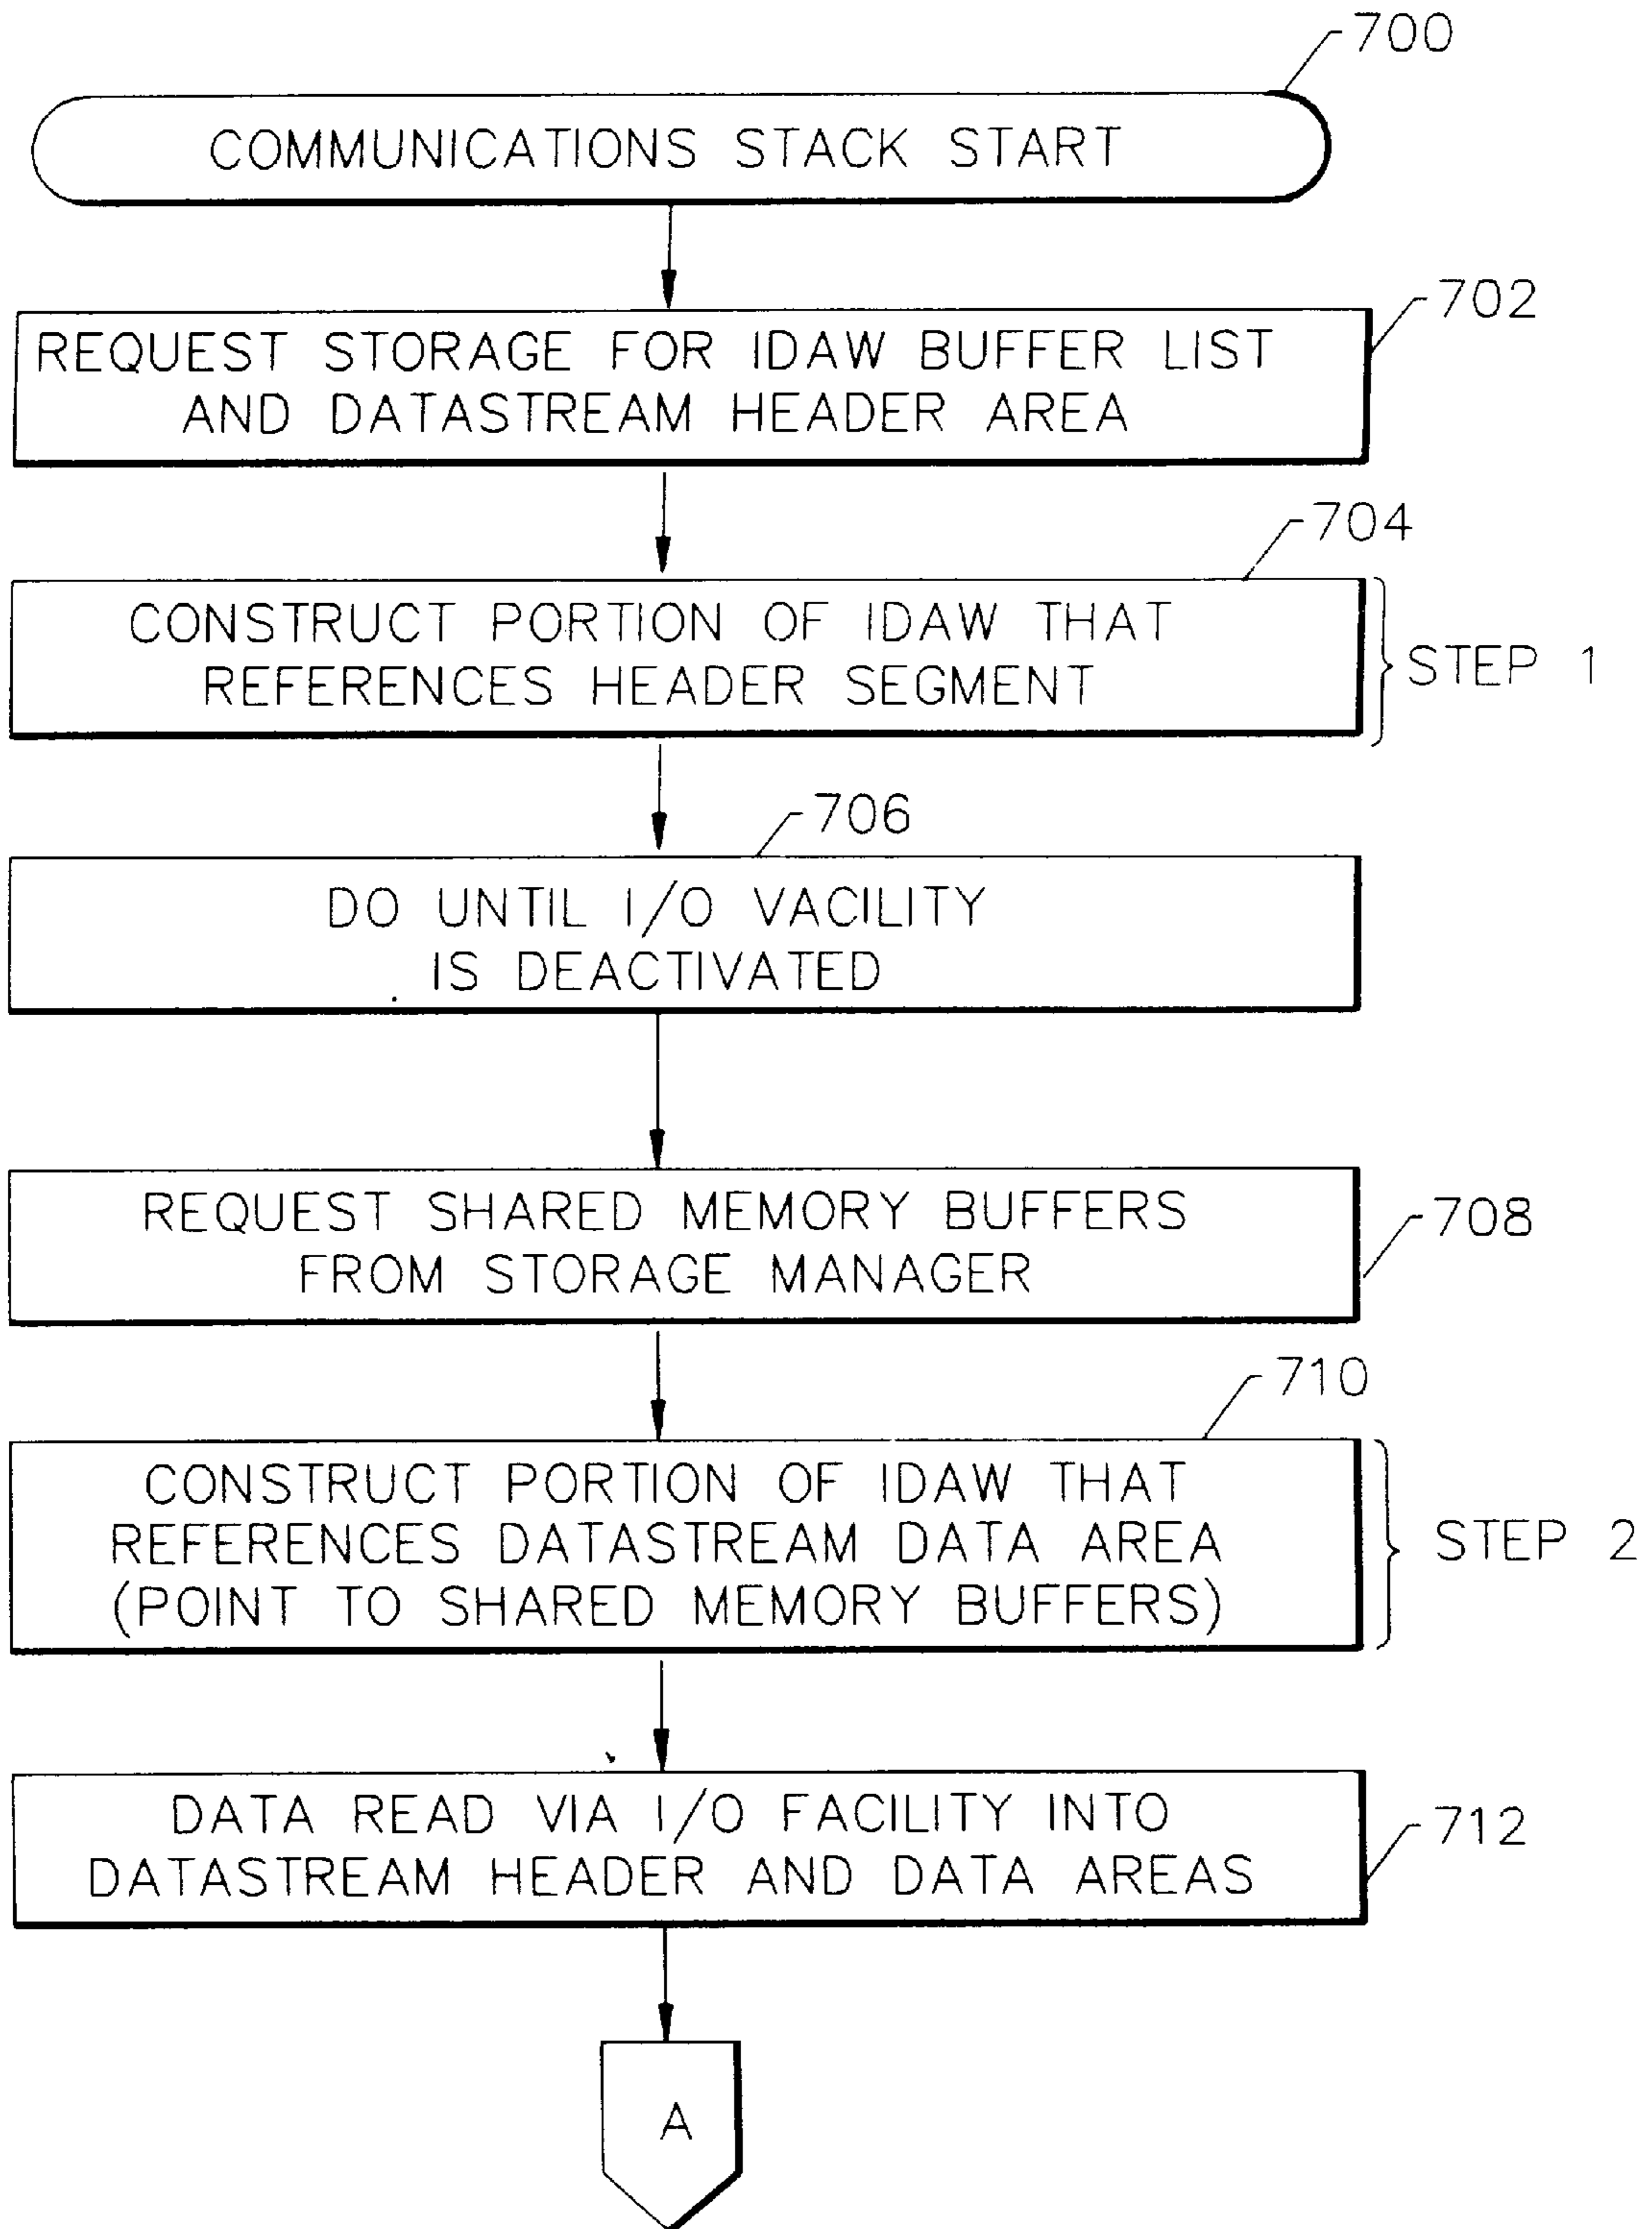 700
COMMUNICATIONS STACK START
702
REQUEST STORAGE FOR IDAW BUFFER LIST
AND DATASTREAM HEADER AREA
704
CONSTRUCT PORTION OF IDAW THAT
REFERENCES HEADER SEGMENT
STEP 1
706
DO UNTIL I/O VACILITY
IS DEACTIVATED
REQUEST SHARED MEMORY BUFFERS
FROM STORAGE MANAGER
708
710
CONSTRUCT PORTION OF IDAW THAT
REFERENCES DATASTREAM DATA AREA
(POINT TO SHARED MEMORY BUFFERS)
STEP 2
DATA READ VIA I/O FACILITY INTO
DATASTREAM HEADER AND DATA AREAS
712
A